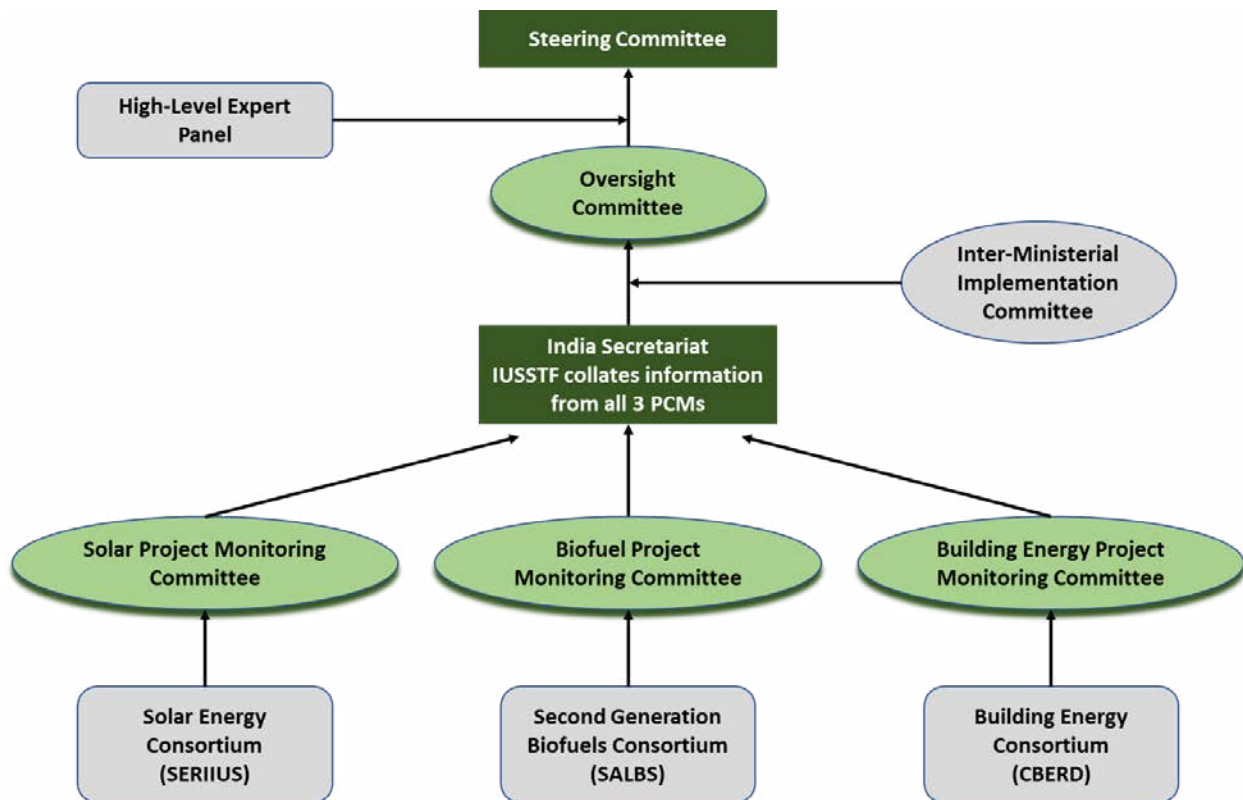 Steering Committee
High-Level Expert
Panel
Oversight
Committee
Inter-Ministerial
Implementation
Committee
India Secretariat
IUSSTF collates information
from all 3 PCMs
Solar Project Monitoring
Committee
Biofuel Project
Monitoring Committee
Building Energy Project
Monitoring Committee
Solar Energy
Consortium
(SERIIUS)
Second Generation
Biofuels Consortium
(SALBS)
Building Energy
Consortium
(CBERD)